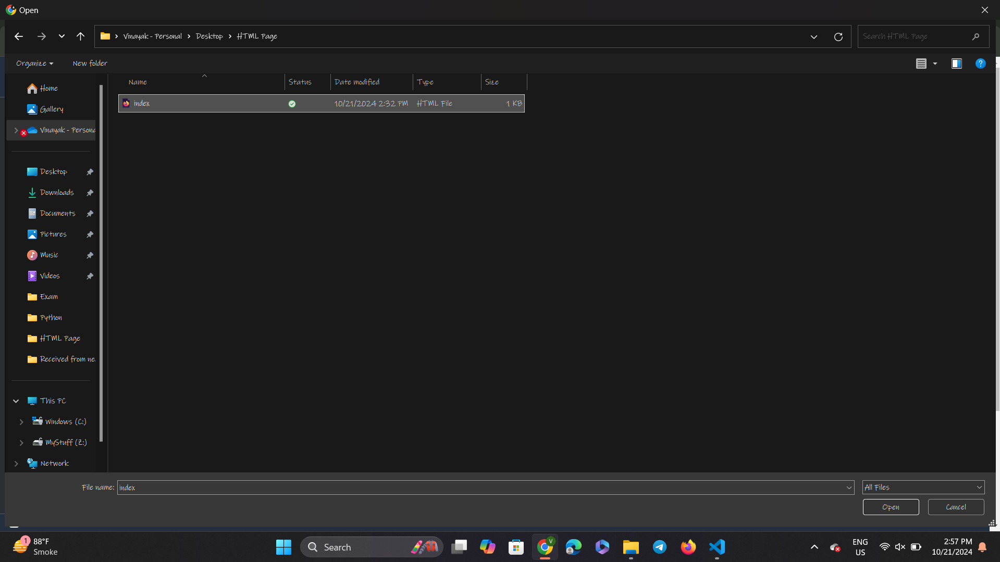 Open
Vinayak - Personal > Desktop > HTML Page
Search HTML Page
Organize
New folder
Name Status Date modified Type Size
index 10/21/2024 2:32 PM HTML File 1 KB
Home
Gallery
Vinayak - Persona
Desktop
Downloads
Documents
Pictures
Music
Videos
Exam
Python
HTML Page
Received from ne
This PC
Windows (C:)
MyStuff (Z:)
Network
File name: index
All Files
Open
Cancel
1
88°F
Smoke
Search
V
ENG
US
2:57 PM
10/21/2024